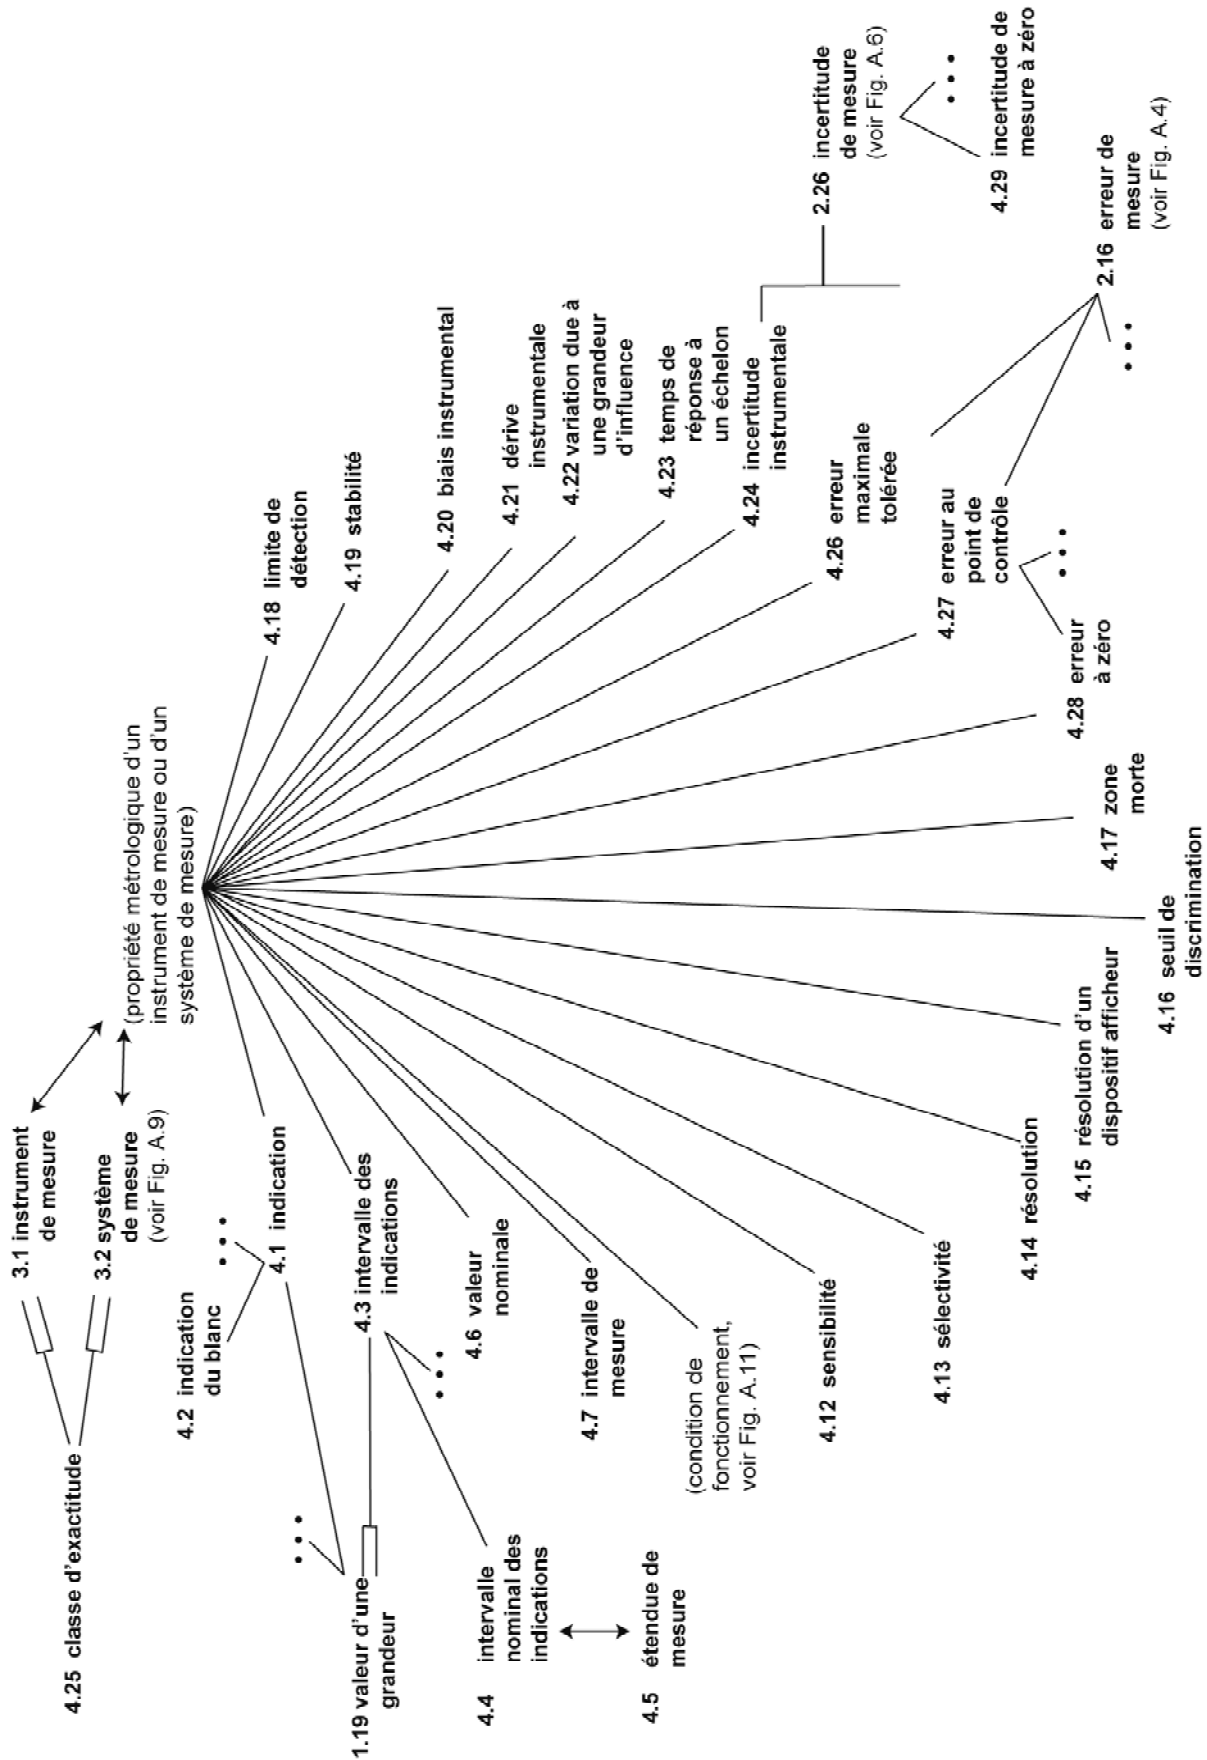 4.25 classe d'exactitude
3.1 instrument
de mesure
3.2 système
de mesure
(voir Fig. A.9)
(propriété métrologique d'un
instrument de mesure ou d'un
système de mesure)
4.2 indication
du blanc
4.1 indication
1.19 valeur d'une
grandeur
4.3 intervalle des
indications
4.4 intervalle
nominal des
indications
4.5 étendue de
mesure
4.6 valeur
nominale
4.7 intervalle de
mesure
(condition de
fonctionnement,
voir Fig. A.11)
4.12 sensibilité
4.13 sélectivité
4.14 résolution
4.15 résolution d'un
dispositif afficheur
4.16 seuil de
discrimination
4.17 zone
morte
4.28 erreur
à zéro
4.27 erreur au
point de
contrôle
4.26 erreur
maximale
tolérée
4.24 incertitude
instrumentale
4.23 temps de
réponse à
un échelon
4.22 variation due à
une grandeur
d'influence
4.21 dérive
instrumentale
4.20 biais instrumental
4.19 stabilité
4.18 limite de
détection
2.26 incertitude
de mesure
(voir Fig. A.6)
4.29 incertitude de
mesure à zéro
2.16 erreur de
mesure
(voir Fig. A.4)